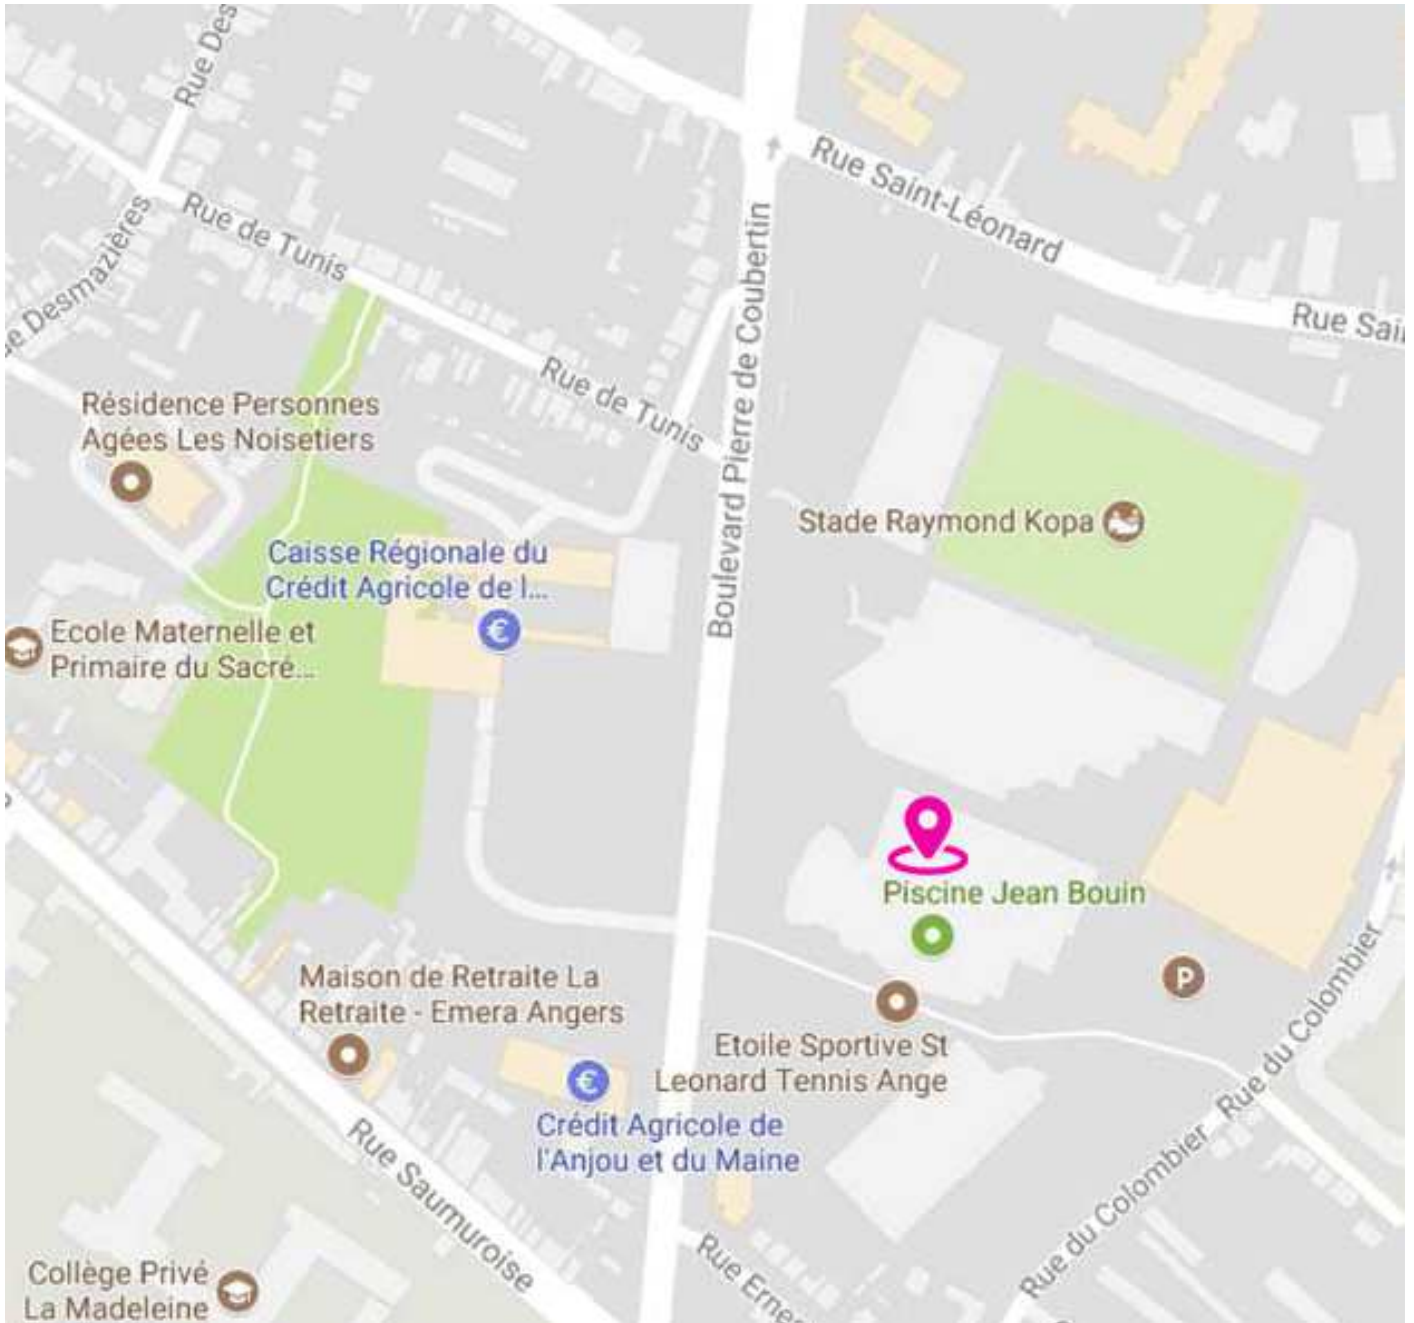 Rue Des
Rue Saint-Léonard
Rue de Tunis
Desmazières
Boulevard Pierre de Coubertin
Rue Sai
Rue de Tunis
Résidence Personnes
Agées Les Noisetiers
Stade Raymond Kopa
Caisse Régionale du
Crédit Agricole de l...
€
Ecole Maternelle et
Primaire du Sacré...
Piscine Jean Bouin
Maison de Retraite La
Retraite - Emera Angers
P
Etoile Sportive St
Leonard Tennis Ange
€
Crédit Agricole de
l'Anjou et du Maine
Rue du Colombier
Rue du Colombier
Rue Saumuroise
Rue Ernes
Collège Privé
La Madeleine